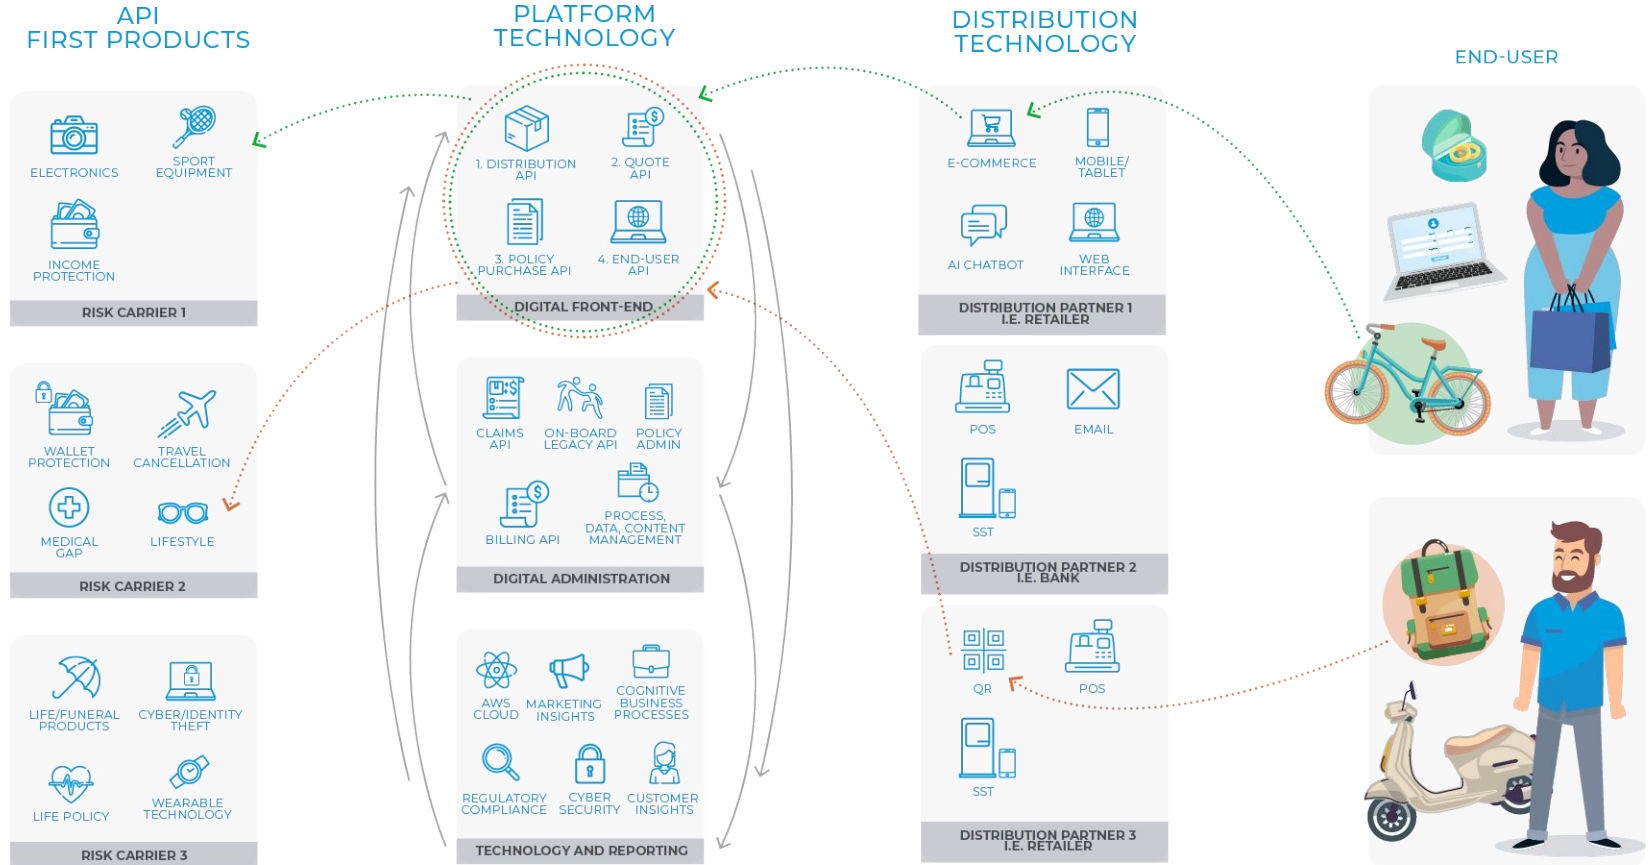 API
FIRST PRODUCTS
ELECTRONICS
SPORT
EQUIPMENT
INCOME
PROTECTION
RISK CARRIER 1
WALLET
PROTECTION
TRAVEL
CANCELLATION
MEDICAL
GAP
LIFESTYLE
RISK CARRIER 2
LIFE/FUNERAL
PRODUCTS
CYBER/IDENTITY
THEFT
LIFE POLICY
WEARABLE
TECHNOLOGY
RISK CARRIER 3
PLATFORM
TECHNOLOGY
1. DISTRIBUTION
API
2. QUOTE
API
3. POLICY
PURCHASE API
4. END-USER
API
DIGITAL FRONT-END
CLAIMS
API
ON-BOARD
LEGACY API
POLICY
ADMIN
BILLING API
PROCESS,
DATA, CONTENT
MANAGEMENT
DIGITAL ADMINISTRATION
AWS
CLOUD
MARKETING
INSIGHTS
COGNITIVE
BUSINESS
PROCESSES
REGULATORY
COMPLIANCE
CYBER
SECURITY
CUSTOMER
INSIGHTS
TECHNOLOGY AND REPORTING
DISTRIBUTION
TECHNOLOGY
E-COMMERCE
MOBILE/
TABLET
AI CHATBOT
WEB
INTERFACE
DISTRIBUTION PARTNER 1
I.E. RETAILER
POS
EMAIL
SST
DISTRIBUTION PARTNER 2
I.E. BANK
QR
POS
SST
DISTRIBUTION PARTNER 3
I.E. RETAILER
END-USER